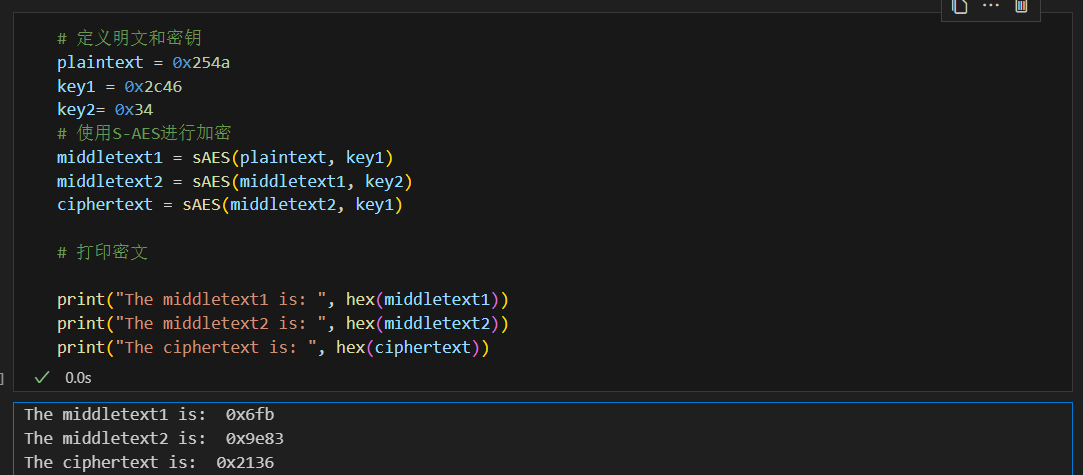 # 定义明文和密钥
plaintext = 0x254a
key1 = 0x2c46
key2= 0x34
# 使用S-AES进行加密
middletext1 = sAES(plaintext, key1)
middletext2 = sAES(middletext1, key2)
ciphertext = sAES(middletext2, key1)
# 打印密文
print("The middletext1 is: ", hex(middletext1))
print("The middletext2 is: ", hex(middletext2))
print("The ciphertext is: ", hex(ciphertext))
] ✓ 0.0s
The middletext1 is:  0x6fb
The middletext2 is:  0x9e83
The ciphertext is:  0x2136